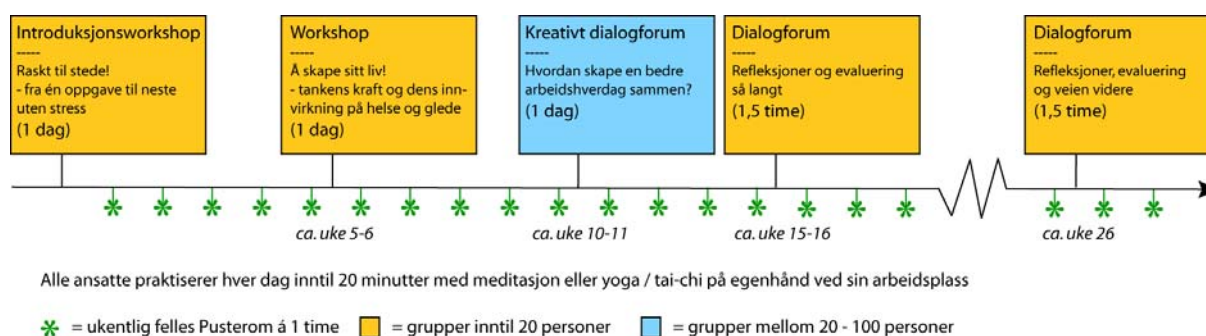 Introduksjonsworkshop
-----
Raskt til stede!
- fra én oppgave til neste
uten stress
(1 dag)
Workshop
-----
Å skape sitt liv!
- tankens kraft og dens inn-
virkning på helse og glede
(1 dag)
Kreativt dialogforum
-----
Hvordan skape en bedre
arbeidshverdag sammen?
(1 dag)
Dialogforum
-----
Refleksjoner og evaluering
så langt
(1,5 time)
Dialogforum
-----
Refleksjoner, evaluering
og veien videre
(1,5 time)
ca. uke 5-6
ca. uke 10-11
ca. uke 15-16
ca. uke 26
Alle ansatte praktiserer hver dag inntil 20 minutter med meditasjon eller yoga / tai-chi på egenhånd ved sin arbeidsplass
= ukentlig felles Pusterom á 1 time
= grupper inntil 20 personer
= grupper mellom 20 - 100 personer